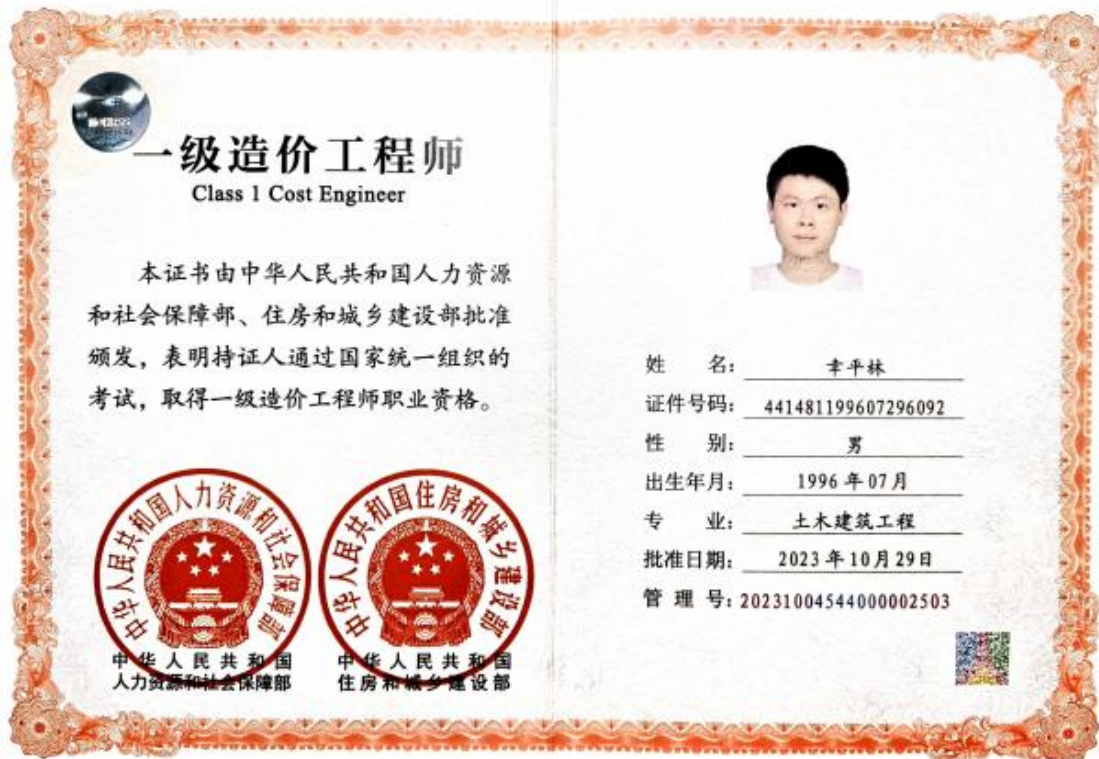 一级造价工程师
Class 1 Cost Engineer
本证书由中华人民共和国人力资源
和社会保障部、住房和城乡建设部批准
颁发，表明持证人通过国家统一组织的
考试，取得一级造价工程师职业资格。
中华人民共和国人力资源和社会保障部
中华人民共和国住房和城乡建设部
中华人民共和国
人力资源和社会保障部
中华人民共和国
住房和城乡建设部
姓 名： 幸平林
证件号码： 441481199607296092
性 别： 男
出生年月： 1996年07月
专 业： 土木建筑工程
批准日期： 2023年10月29日
管 理 号： 20231004544000002503